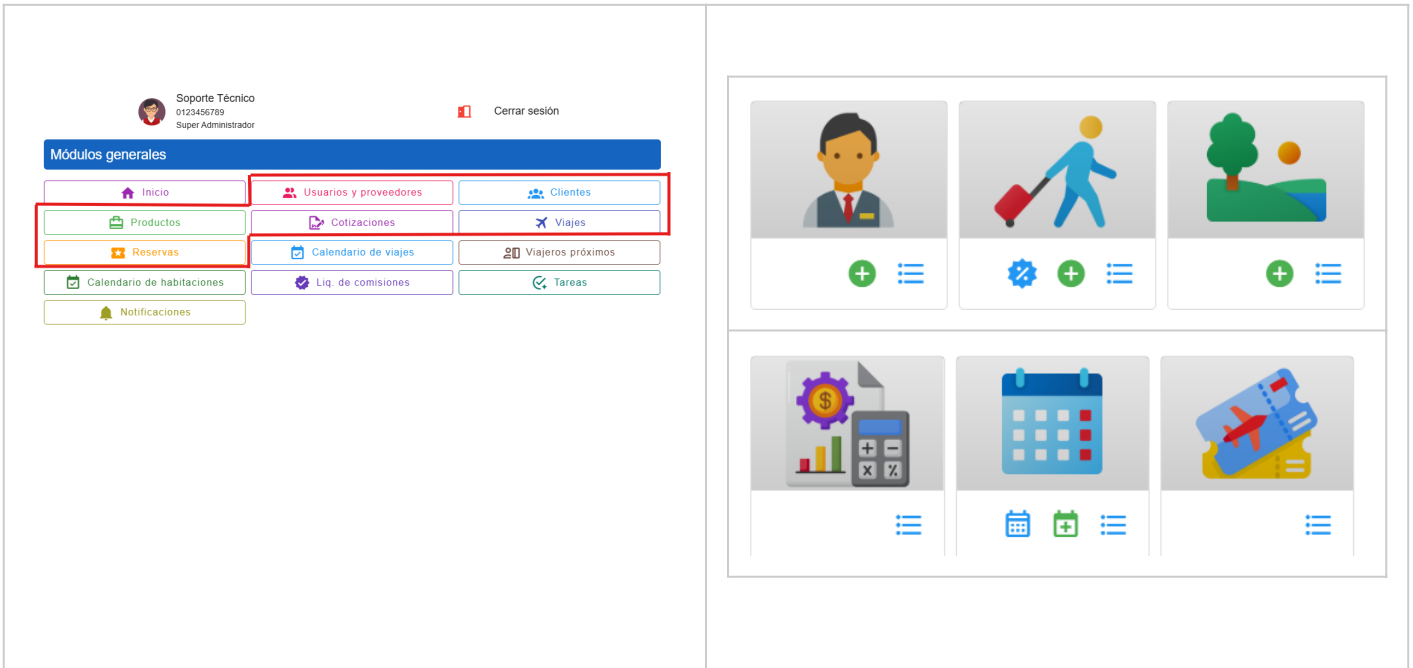 Soporte Técnico
0123456789
Super Administrador
Cerrar sesión
Módulos generales
Inicio
Usuarios y proveedores
Clientes
Productos
Cotizaciones
Viajes
Reservas
Calendario de viajes
Viajeros próximos
Calendario de habitaciones
Liq. de comisiones
Tareas
Notificaciones